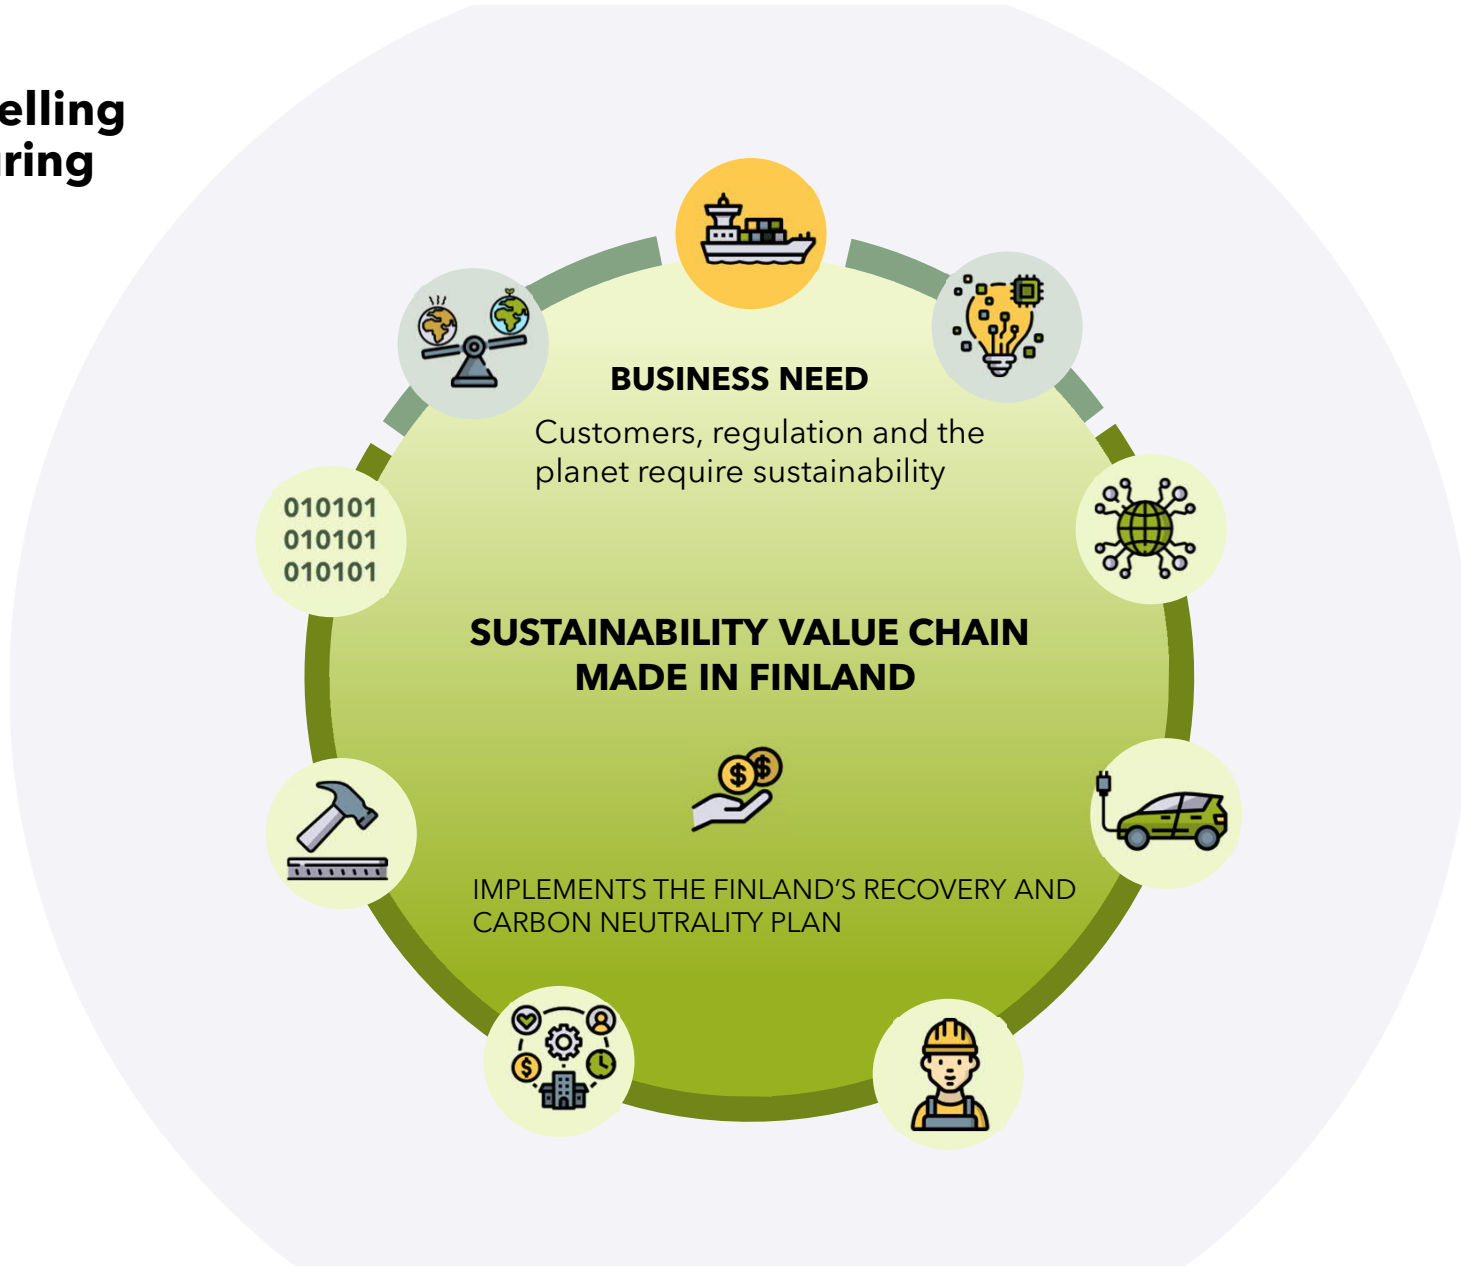 elling
ring
BUSINESS NEED
Customers, regulation and the
planet require sustainability
010101
010101
010101
SUSTAINABILITY VALUE CHAIN
MADE IN FINLAND
$ $
IMPLEMENTS THE FINLAND'S RECOVERY AND
CARBON NEUTRALITY PLAN
$